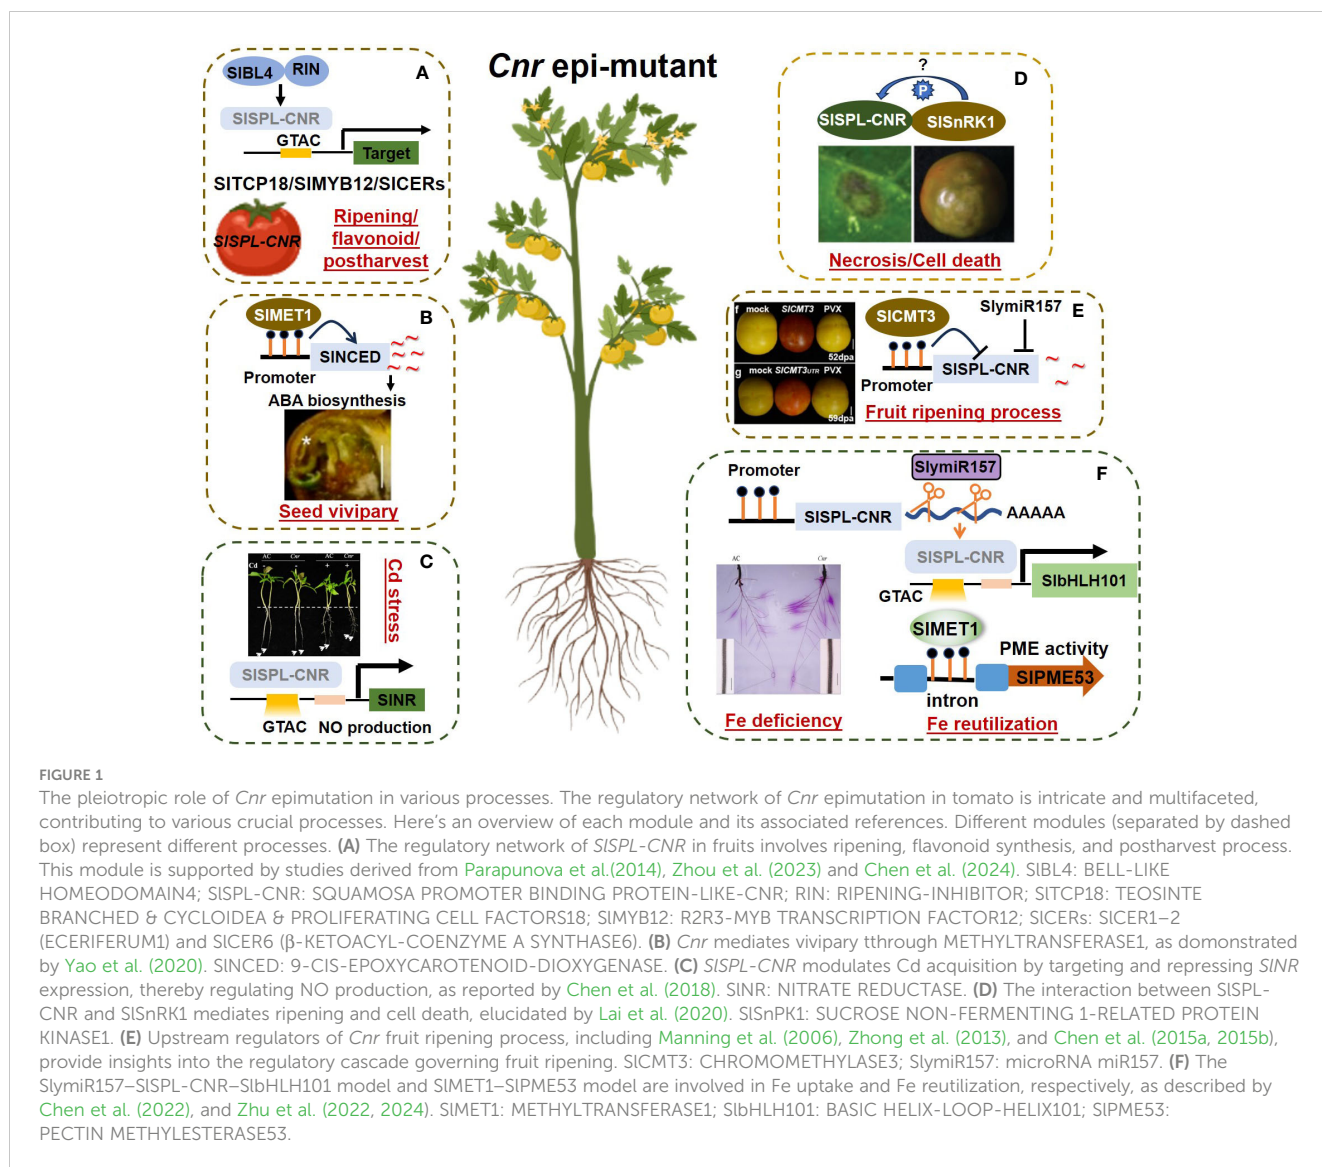 Cnr epi-mutant
A
SlBL4
RIN
SlSPL-CNR
GTAC
Target
SlTCP18/SlMYB12/SlCERs
SlSPL-CNR
Ripening/
flavonoid/
postharvest
B
SlMET1
SlNCED
Promoter
ABA biosynthesis
*
Seed vivipary
C
AC Cnr AC Cnr
Cd - - + +
Cd stress
SlSPL-CNR
SlNR
GTAC NO production
D
?
P
SlSPL-CNR
SlSnRK1
Necrosis/Cell death
E
f mock SlCMT3 PVX
52dpa
g mock SlCMT3UTR PVX
59dpa
SlCMT3
SlymiR157
SlSPL-CNR
Promoter
Fruit ripening process
F
Promoter
SlymiR157
SlSPL-CNR
AAAAA
SlSPL-CNR
SlbHLH101
GTAC
AC Cnr
SlMET1
PME activity
SlPME53
intron
Fe deficiency
Fe reutilization
FIGURE 1
The pleiotropic role of Cnr epimutation in various processes. The regulatory network of Cnr epimutation in tomato is intricate and multifaceted,
contributing to various crucial processes. Here's an overview of each module and its associated references. Different modules (separated by dashed
box) represent different processes. (A) The regulatory network of SlSPL-CNR in fruits involves ripening, flavonoid synthesis, and postharvest process.
This module is supported by studies derived from Parapunova et al.(2014), Zhou et al. (2023) and Chen et al. (2024). SlBL4: BELL-LIKE
HOMEODOMAIN4; SlSPL-CNR: SQUAMOSA PROMOTER BINDING PROTEIN-LIKE-CNR; RIN: RIPENING-INHIBITOR; SlTCP18: TEOSINTE
BRANCHED & CYCLOIDEA & PROLIFERATING CELL FACTORS18; SlMYB12: R2R3-MYB TRANSCRIPTION FACTOR12; SlCERs: SlCER1–2
(ECERIFERUM1) and SlCER6 (β-KETOACYL-COENZYME A SYNTHASE6). (B) Cnr mediates vivipary tthrough METHYLTRANSFERASE1, as domonstrated
by Yao et al. (2020). SlNCED: 9-CIS-EPOXYCAROTENOID-DIOXYGENASE. (C) SlSPL-CNR modulates Cd acquisition by targeting and repressing SlNR
expression, thereby regulating NO production, as reported by Chen et al. (2018). SlNR: NITRATE REDUCTASE. (D) The interaction between SlSPL-
CNR and SlSnRK1 mediates ripening and cell death, elucidated by Lai et al. (2020). SlSnPK1: SUCROSE NON-FERMENTING 1-RELATED PROTEIN
KINASE1. (E) Upstream regulators of Cnr fruit ripening process, including Manning et al. (2006), Zhong et al. (2013), and Chen et al. (2015a, 2015b),
provide insights into the regulatory cascade governing fruit ripening. SlCMT3: CHROMOMETHYLASE3; SlymiR157: microRNA miR157. (F) The
SlymiR157–SlSPL-CNR–SlbHLH101 model and SlMET1–SlPME53 model are involved in Fe uptake and Fe reutilization, respectively, as described by
Chen et al. (2022), and Zhu et al. (2022, 2024). SlMET1: METHYLTRANSFERASE1; SlbHLH101: BASIC HELIX-LOOP-HELIX101; SlPME53:
PECTIN METHYLESTERASE53.